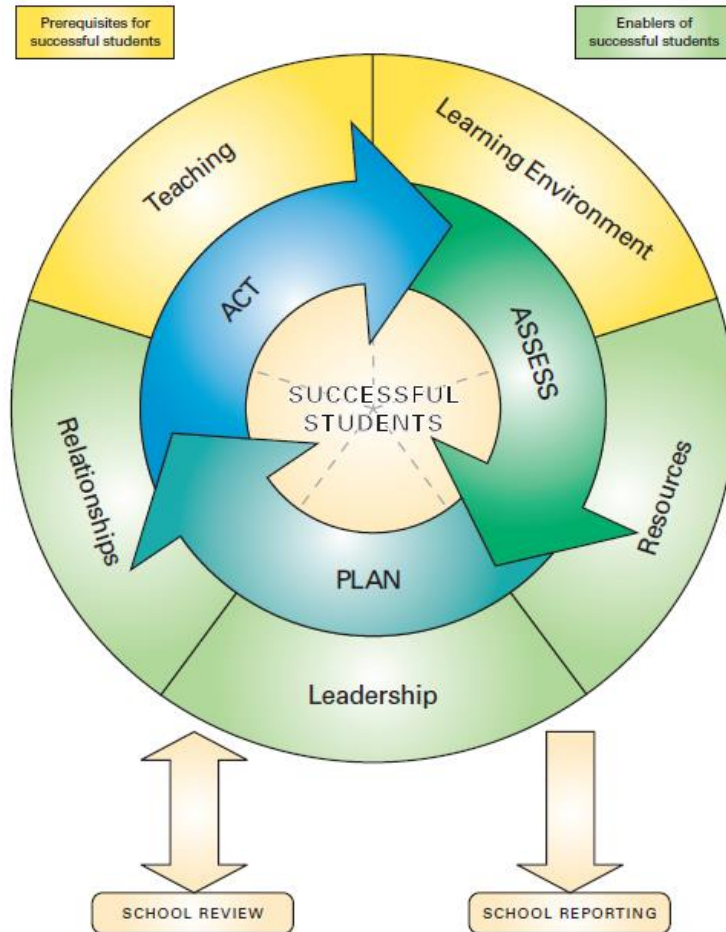 Prerequisites for
successful students
Enablers of
successful students
Teaching
Learning Environment
ACT
ASSESS
SUCCESSFUL
STUDENTS
Relationships
Resources
PLAN
Leadership
SCHOOL REVIEW
SCHOOL REPORTING